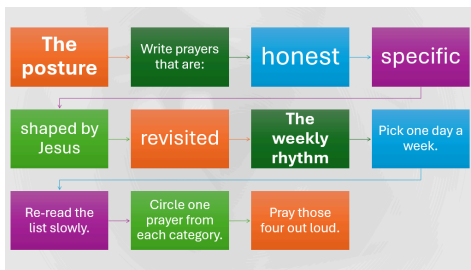 The
posture
Write prayers
that are:
honest
specific
shaped by
Jesus
revisited
The
weekly
rhythm
Pick one day a
week.
Re-read the
list slowly.
Circle one
prayer from
each category.
Pray those
four out loud.